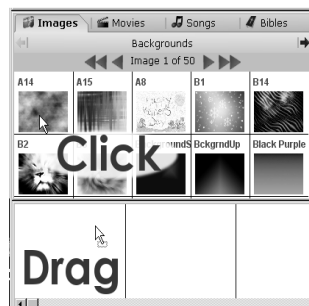 Images Movies Songs Bibles
Backgrounds
Image 1 of 50
A14 A15 A8 B1 B14
B2 BckgrndUp Black Purple
Click
Drag